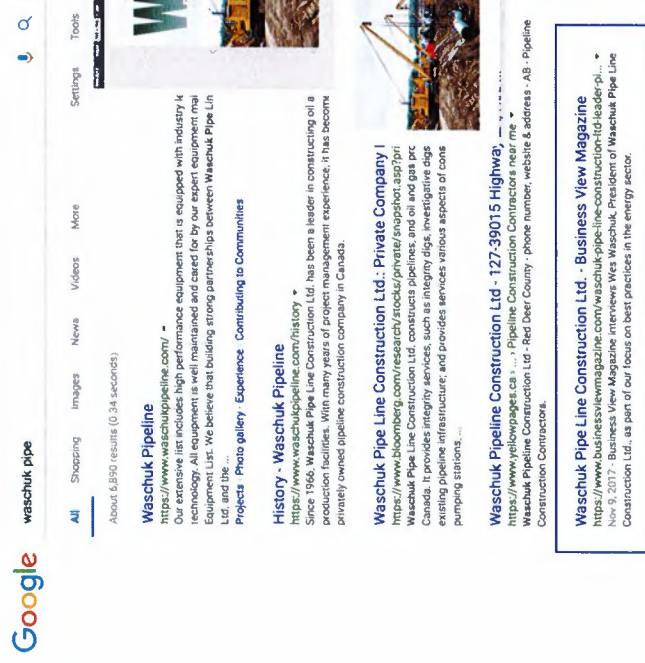 Google
waschuk pipe
All Shopping Images News Videos More Settings Tools
About 6,890 results (0.34 seconds)
Waschuk Pipeline
https://www.waschukpipeline.com/
Our extensive list includes high performance equipment that is equipped with industry le
technology. All equipment is well maintained and cared for by our expert equipment mai
Equipment List. We believe that building strong partnerships between Waschuk Pipe Lin
Ltd, and the ...
Projects · Photo gallery · Experience · Contributing to Communities
History - Waschuk Pipeline
https://www.waschukpipeline.com/history
Since 1966, Waschuk Pipe Line Construction Ltd. has been a leader in constructing oil a
production facilities. With many years of project management experience, it has become
privately owned pipeline construction company in Canada.
Waschuk Pipe Line Construction Ltd.: Private Company I
https://www.bloomberg.com/research/stocks/private/snapshot.asp?pri
Waschuk Pipe Line Construction Ltd. constructs pipelines, and oil and gas prc
Canada. It provides integrity services, such as integrity digs, investigative digs
existing pipeline infrastructure; and provides services various aspects of cons
pumping stations, ...
Waschuk Pipeline Construction Ltd - 127-39015 Highway,
https://www.yellowpages.ca › ... › Pipeline Construction Contractors near me
Waschuk Pipeline Construction Ltd - Red Deer County - phone number, website & address - AB - Pipeline
Construction Contractors.
Waschuk Pipe Line Construction Ltd. - Business View Magazine
https://www.businessviewmagazine.com/waschuk-pipe-line-construction-ltd-leader-pi...
Nov 9, 2017 - Business View Magazine interviews Wes Waschuk, President of Waschuk Pipe Line
Construction Ltd., as part of our focus on best practices in the energy sector.